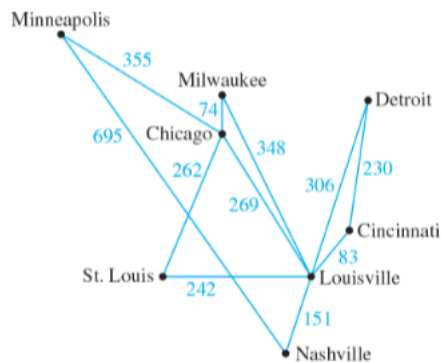 Minneapolis
355
Milwaukee
74
Detroit
695
Chicago
348
262
306
230
269
Cincinnati
83
St. Louis
242
Louisville
151
Nashville